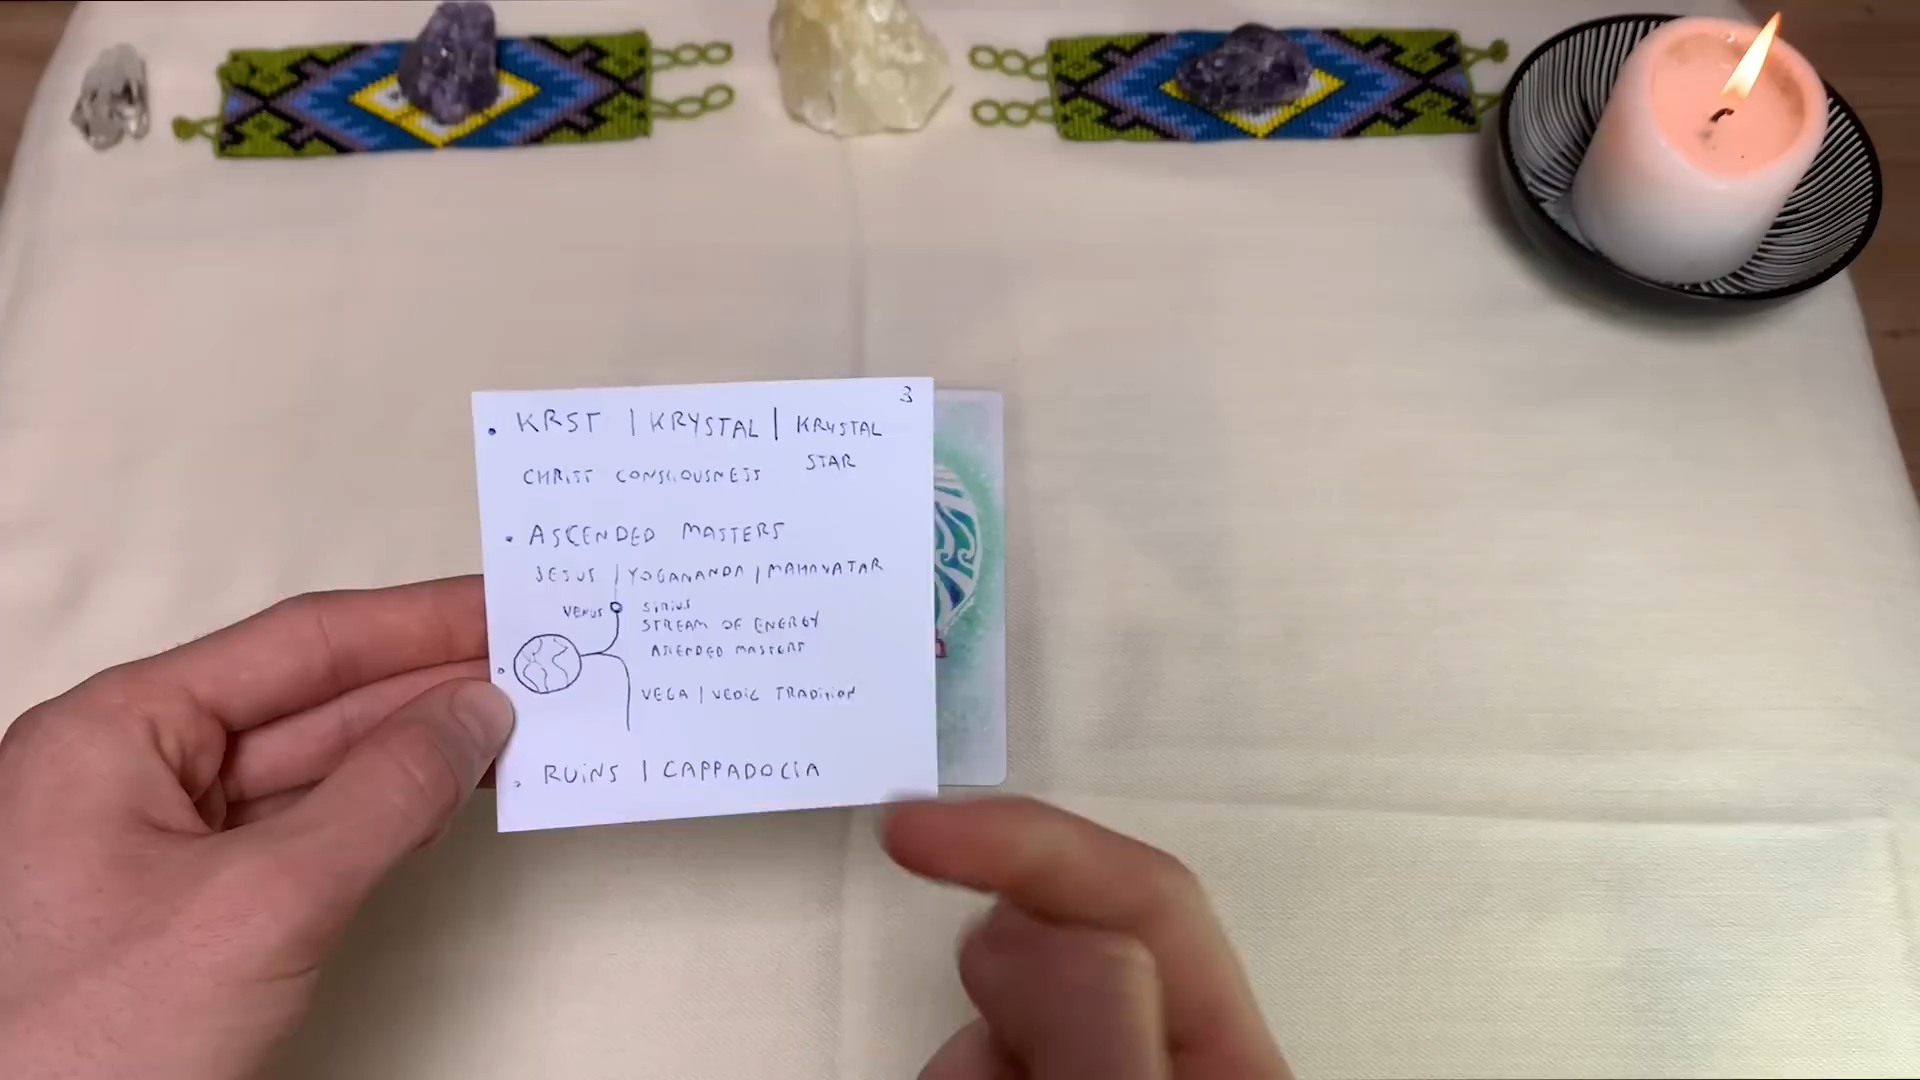 3
• KRST | KRYSTAL | KRYSTAL
STAR
CHRIST CONSCIOUSNESS
• ASCENDED MASTERS
JESUS | YOGANANDA | MAHAVATAR
VENUS SIRIUS
STREAM OF ENERGY
ASCENDED MASTERS
VEGA | VEDIC TRADITION
• RUINS | CAPPADOCIA